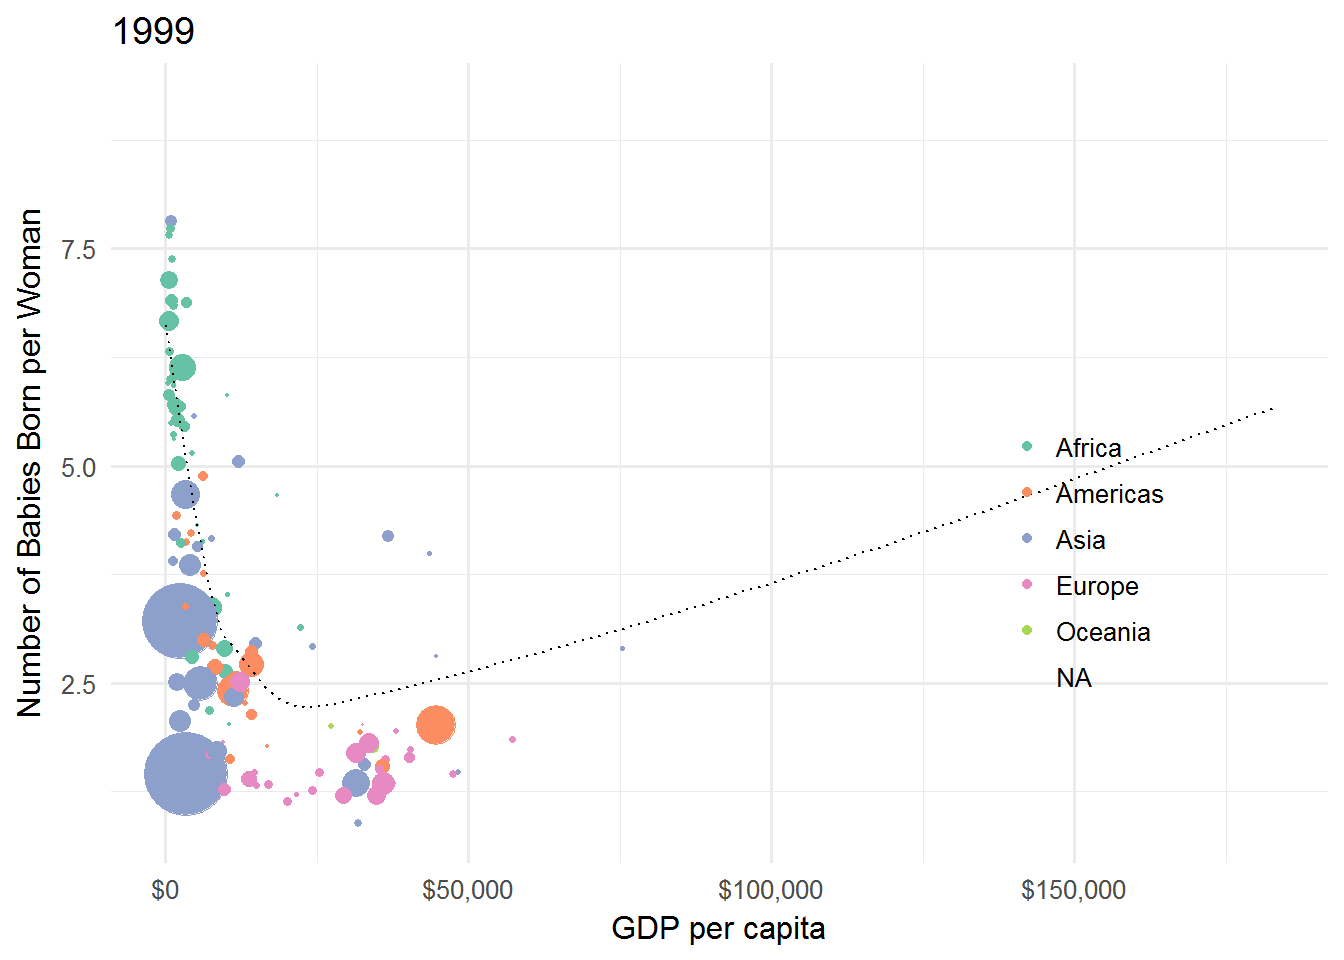 1999
Number of Babies Born per Woman
7.5
5.0
2.5
Africa
Americas
Asia
Europe
Oceania
NA
$0
$50,000
$100,000
$150,000
GDP per capita